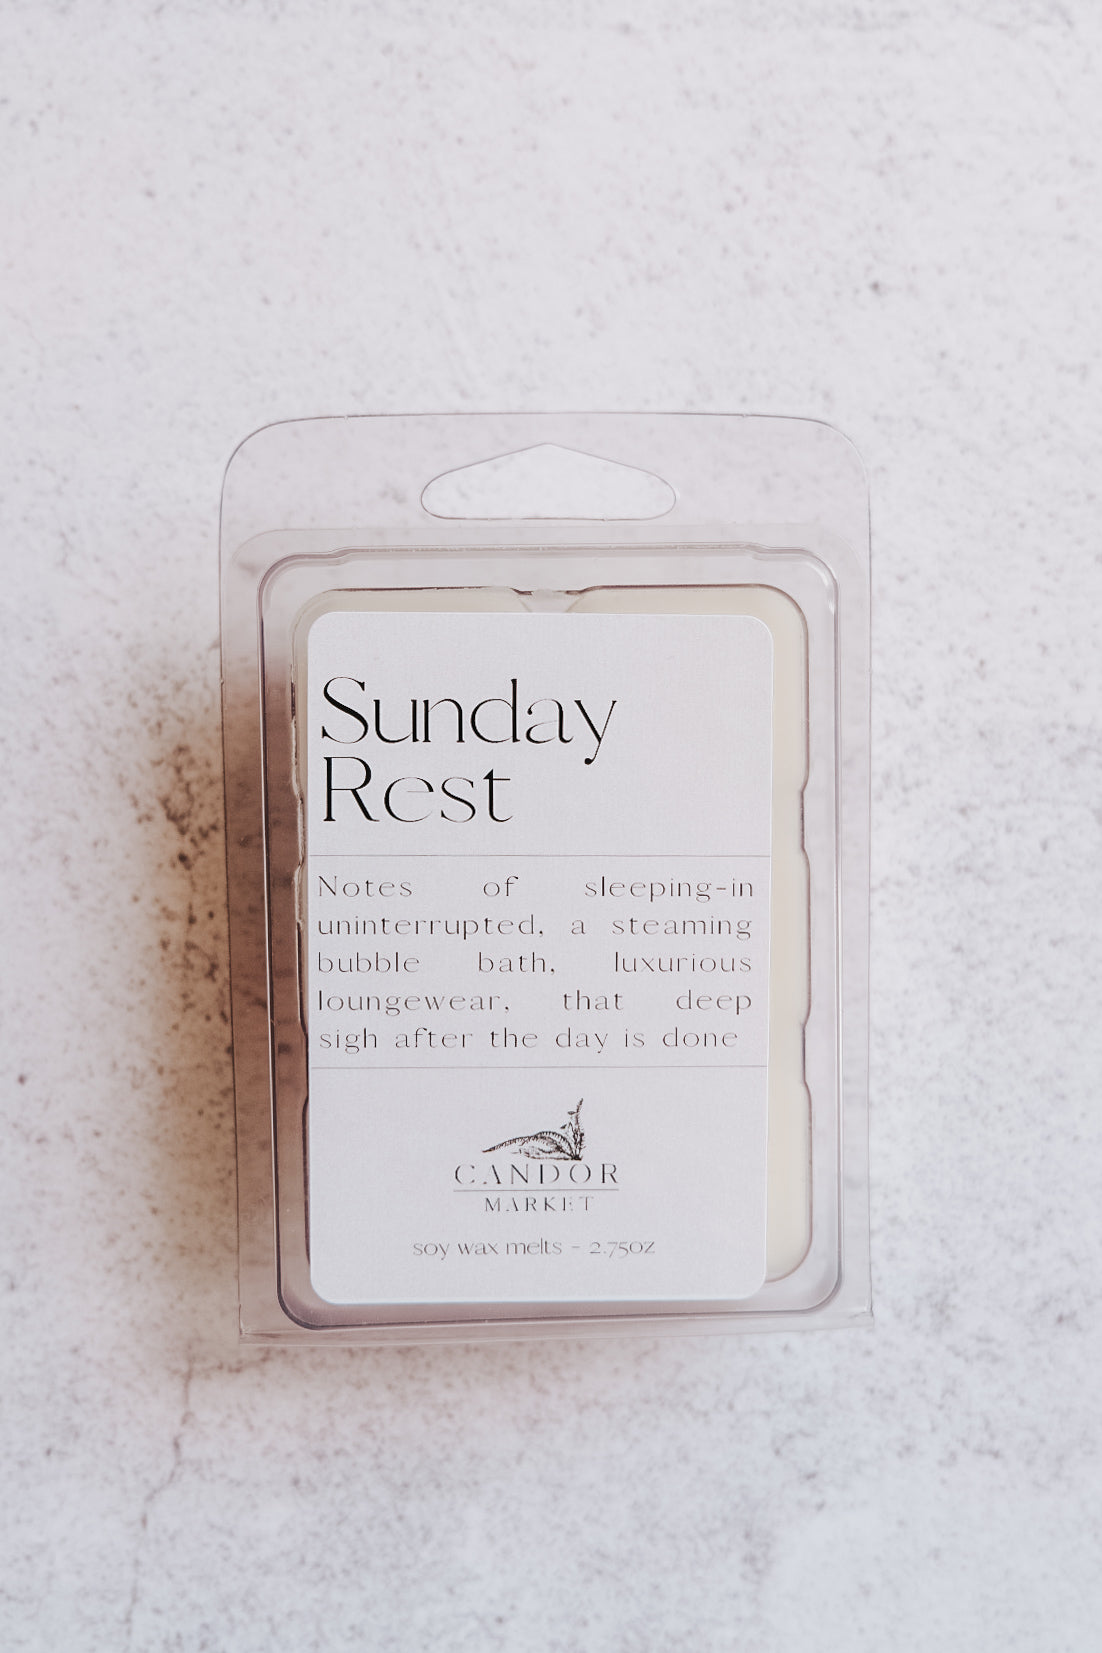 Sunday
Rest
Notes of sleeping-in
uninterrupted, a steaming
bubble bath, luxurious
loungewear, that deep
sigh after the day is done
CANDOR
MARKET
soy wax melts - 2.75oz